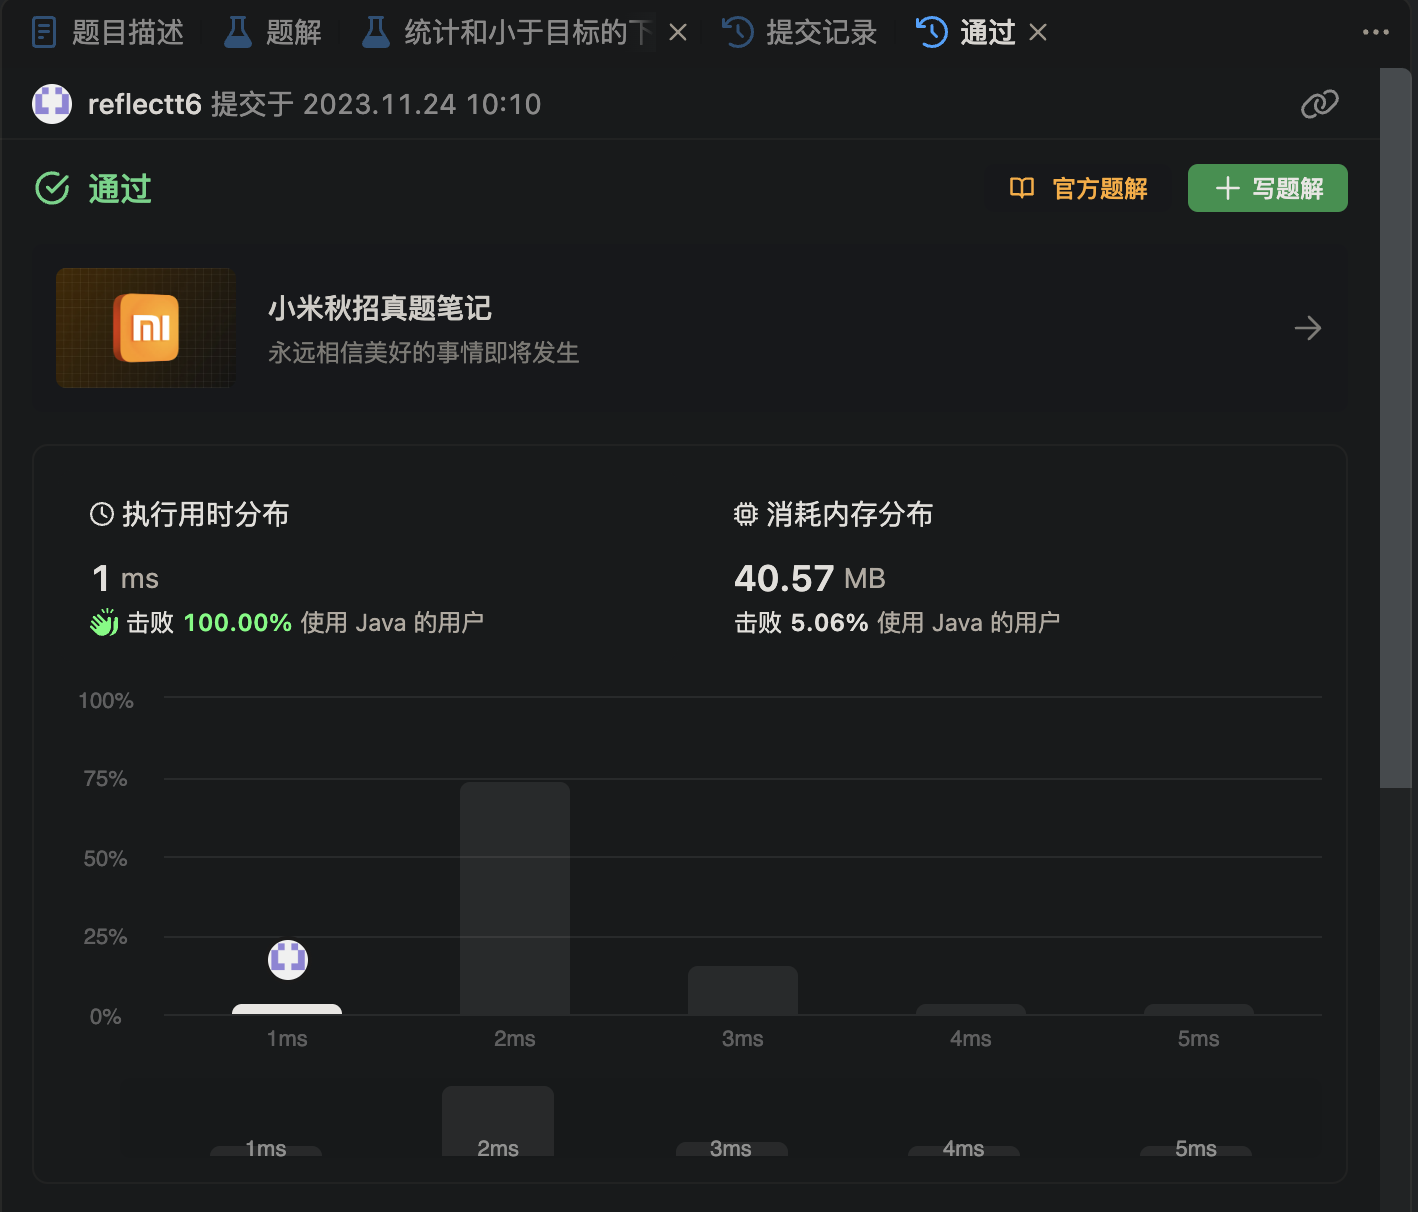 题目描述
题解
统计和小于目标的下
提交记录
通过
reflectt6 提交于 2023.11.24 10:10
通过
官方题解
写题解
小米秋招真题笔记
永远相信美好的事情即将发生
执行用时分布
1 ms
击败 100.00% 使用 Java 的用户
消耗内存分布
40.57 MB
击败 5.06% 使用 Java 的用户
100%
75%
50%
25%
0%
1ms 2ms 3ms 4ms 5ms
1ms 2ms 3ms 4ms 5ms